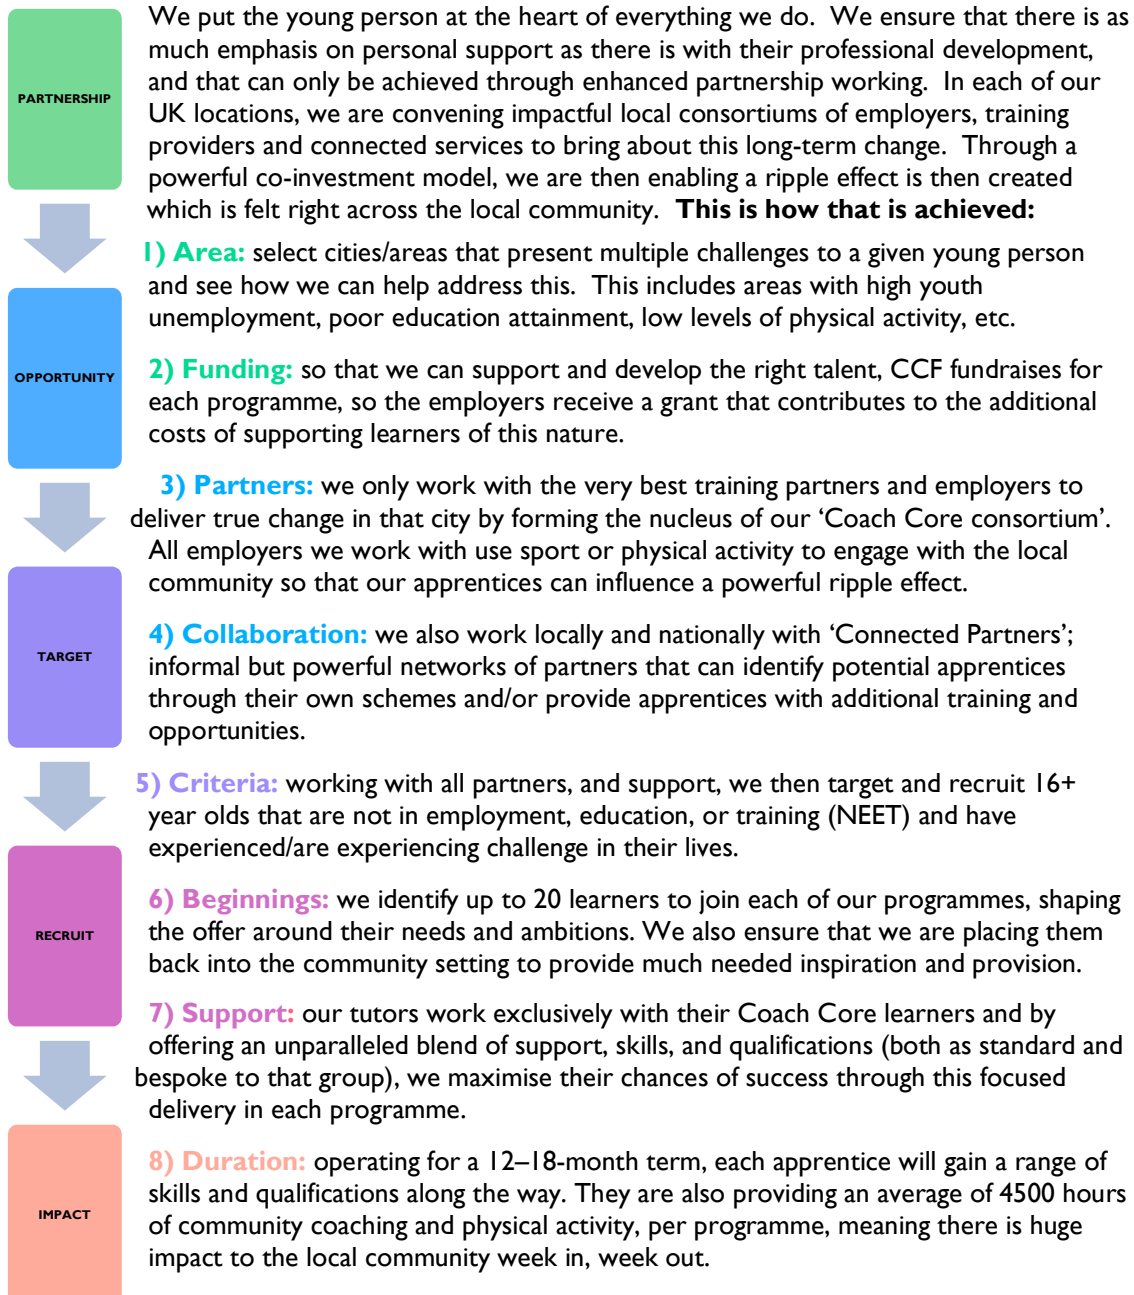 PARTNERSHIP
We put the young person at the heart of everything we do.  We ensure that there is as
much emphasis on personal support as there is with their professional development,
and that can only be achieved through enhanced partnership working.  In each of our
UK locations, we are convening impactful local consortiums of employers, training
providers and connected services to bring about this long-term change.  Through a
powerful co-investment model, we are then enabling a ripple effect is then created
which is felt right across the local community.  This is how that is achieved:
1) Area: select cities/areas that present multiple challenges to a given young person
and see how we can help address this.  This includes areas with high youth
unemployment, poor education attainment, low levels of physical activity, etc.
OPPORTUNITY
2) Funding: so that we can support and develop the right talent, CCF fundraises for
each programme, so the employers receive a grant that contributes to the additional
costs of supporting learners of this nature.
3) Partners: we only work with the very best training partners and employers to
deliver true change in that city by forming the nucleus of our ‘Coach Core consortium’.
All employers we work with use sport or physical activity to engage with the local
community so that our apprentices can influence a powerful ripple effect.
TARGET
4) Collaboration: we also work locally and nationally with ‘Connected Partners’;
informal but powerful networks of partners that can identify potential apprentices
through their own schemes and/or provide apprentices with additional training and
opportunities.
5) Criteria: working with all partners, and support, we then target and recruit 16+
year olds that are not in employment, education, or training (NEET) and have
experienced/are experiencing challenge in their lives.
RECRUIT
6) Beginnings: we identify up to 20 learners to join each of our programmes, shaping
the offer around their needs and ambitions. We also ensure that we are placing them
back into the community setting to provide much needed inspiration and provision.
7) Support: our tutors work exclusively with their Coach Core learners and by
offering an unparalleled blend of support, skills, and qualifications (both as standard and
bespoke to that group), we maximise their chances of success through this focused
delivery in each programme.
IMPACT
8) Duration: operating for a 12–18-month term, each apprentice will gain a range of
skills and qualifications along the way. They are also providing an average of 4500 hours
of community coaching and physical activity, per programme, meaning there is huge
impact to the local community week in, week out.